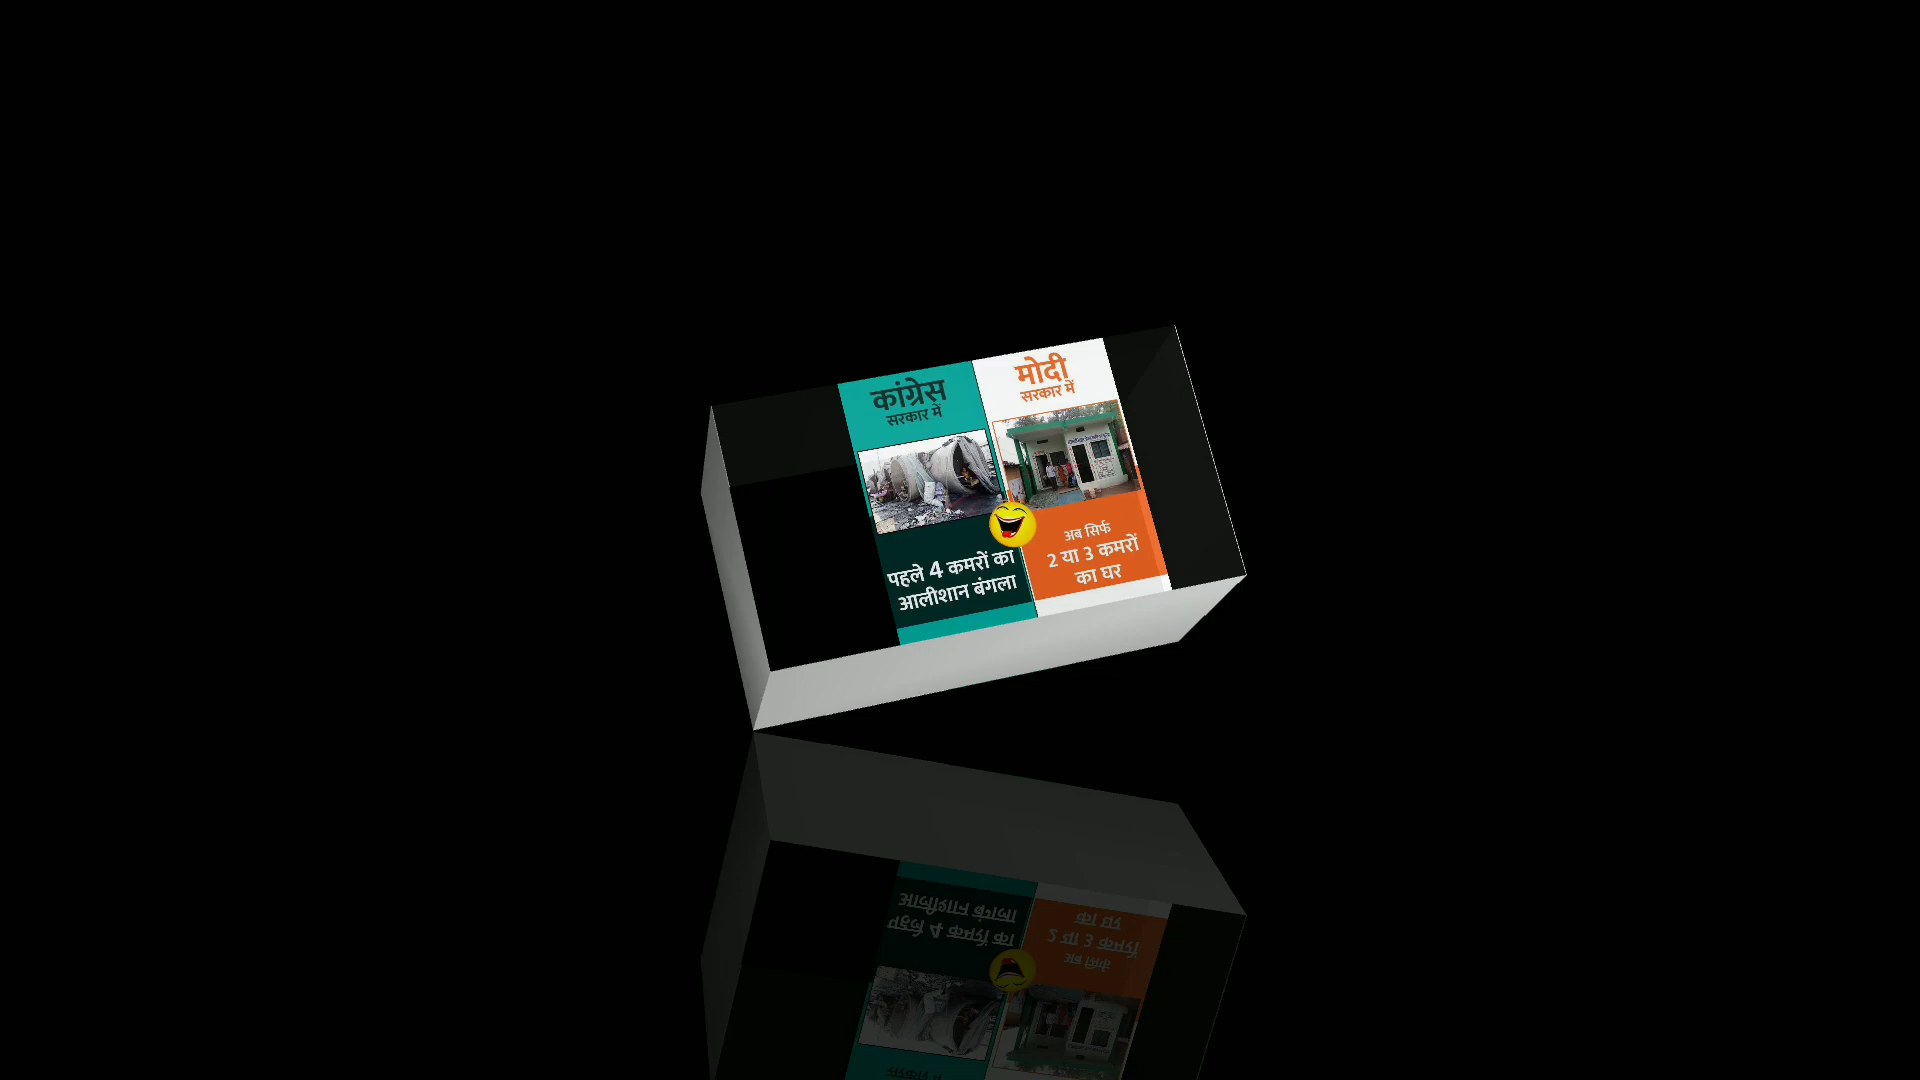 कांग्रेस
सरकार में
पहले 4 कमरों का
आलीशान बंगला
मोदी
सरकार में
अब सिर्फ
2 या 3 कमरों
का घर